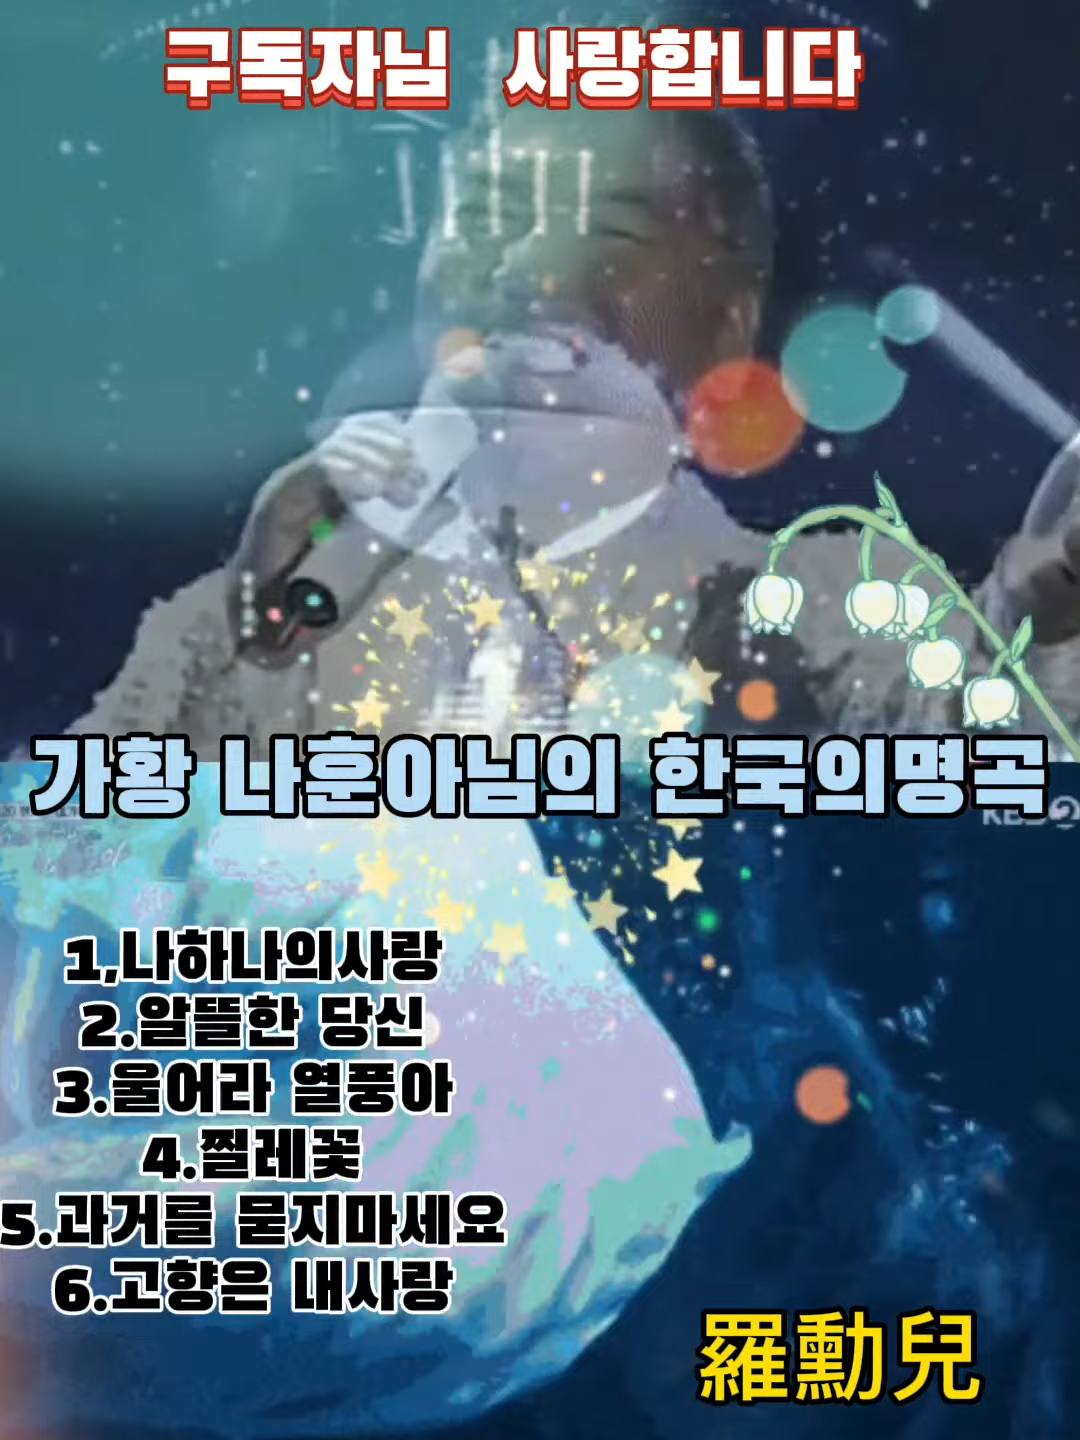 구독자님 사랑합니다
가황 나훈아님의 한국의명곡
1,나하나의사랑
2.알뜰한 당신
3.울어라 열풍아
4.찔레꽃
5.과거를 묻지마세요
6.고향은 내사랑
羅勳兒